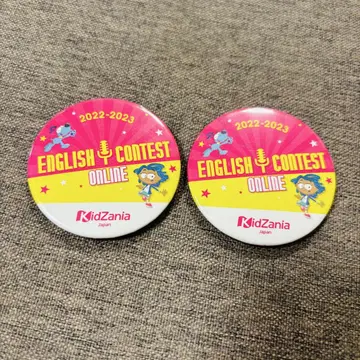 2022-2023
ENGLISH CONTEST
ONLINE
KidZania
Japan
2022-2023
ENGLISH CONTEST
ONLINE
KidZania
Japan